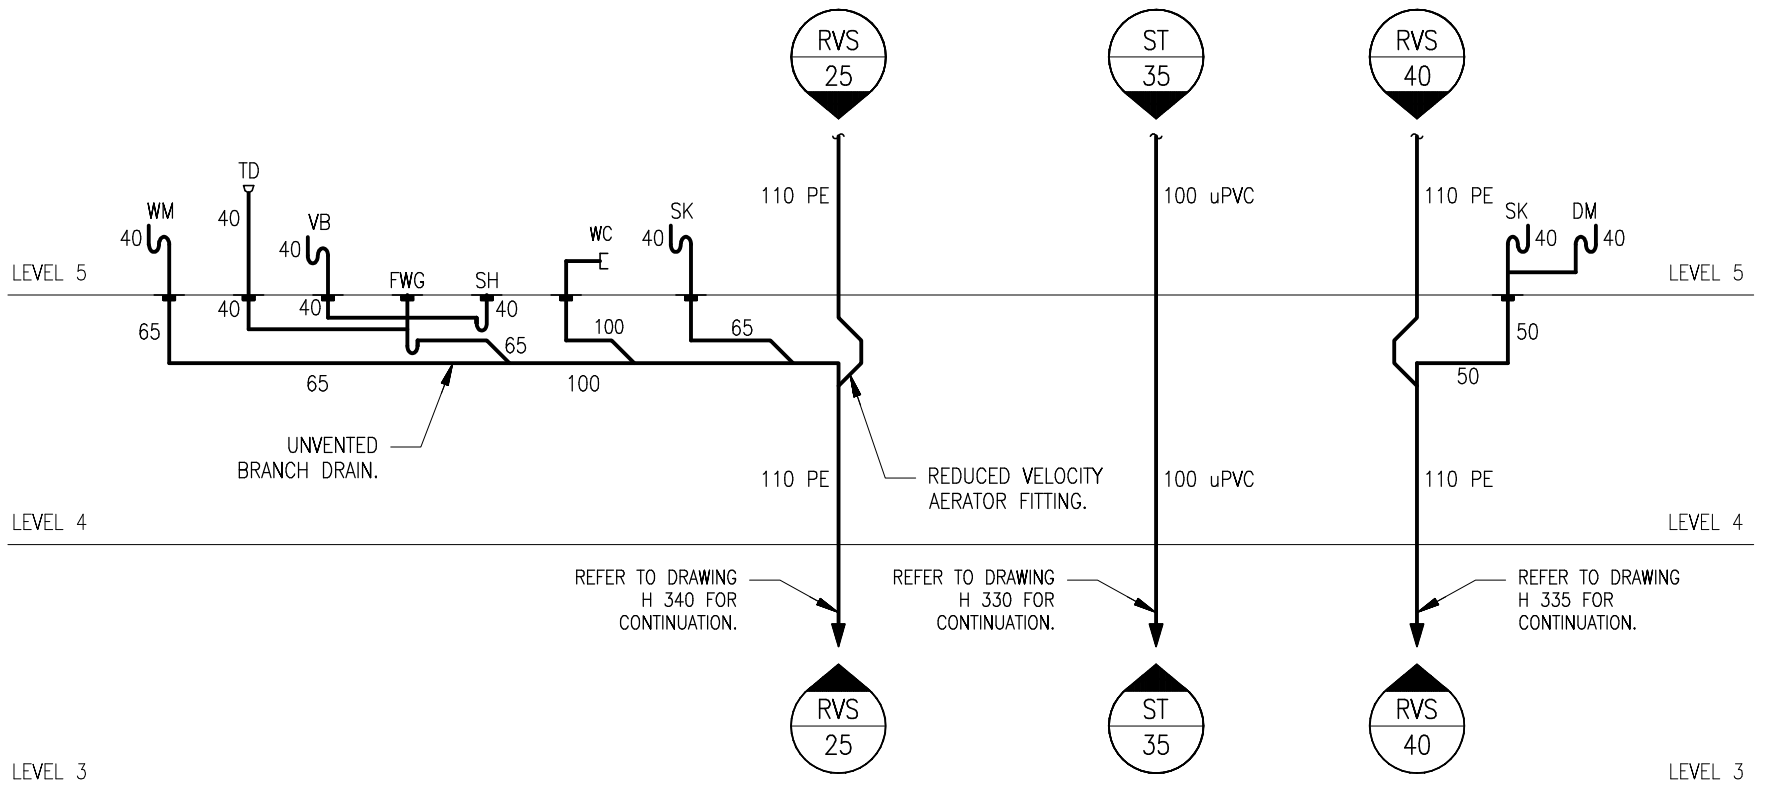 RVS
25
ST
35
RVS
40
TD
110 PE
100 uPVC
110 PE
WM
40
40
VB
40
SK
40
WC
SK
40
DM
40
LEVEL 5
FWG
SH
LEVEL 5
40
40
40
65
65
100
65
50
65
100
50
UNVENTED
BRANCH DRAIN.
110 PE
REDUCED VELOCITY
AERATOR FITTING.
100 uPVC
110 PE
LEVEL 4
LEVEL 4
REFER TO DRAWING
H 340 FOR
CONTINUATION.
REFER TO DRAWING
H 330 FOR
CONTINUATION.
REFER TO DRAWING
H 335 FOR
CONTINUATION.
RVS
25
ST
35
RVS
40
LEVEL 3
LEVEL 3